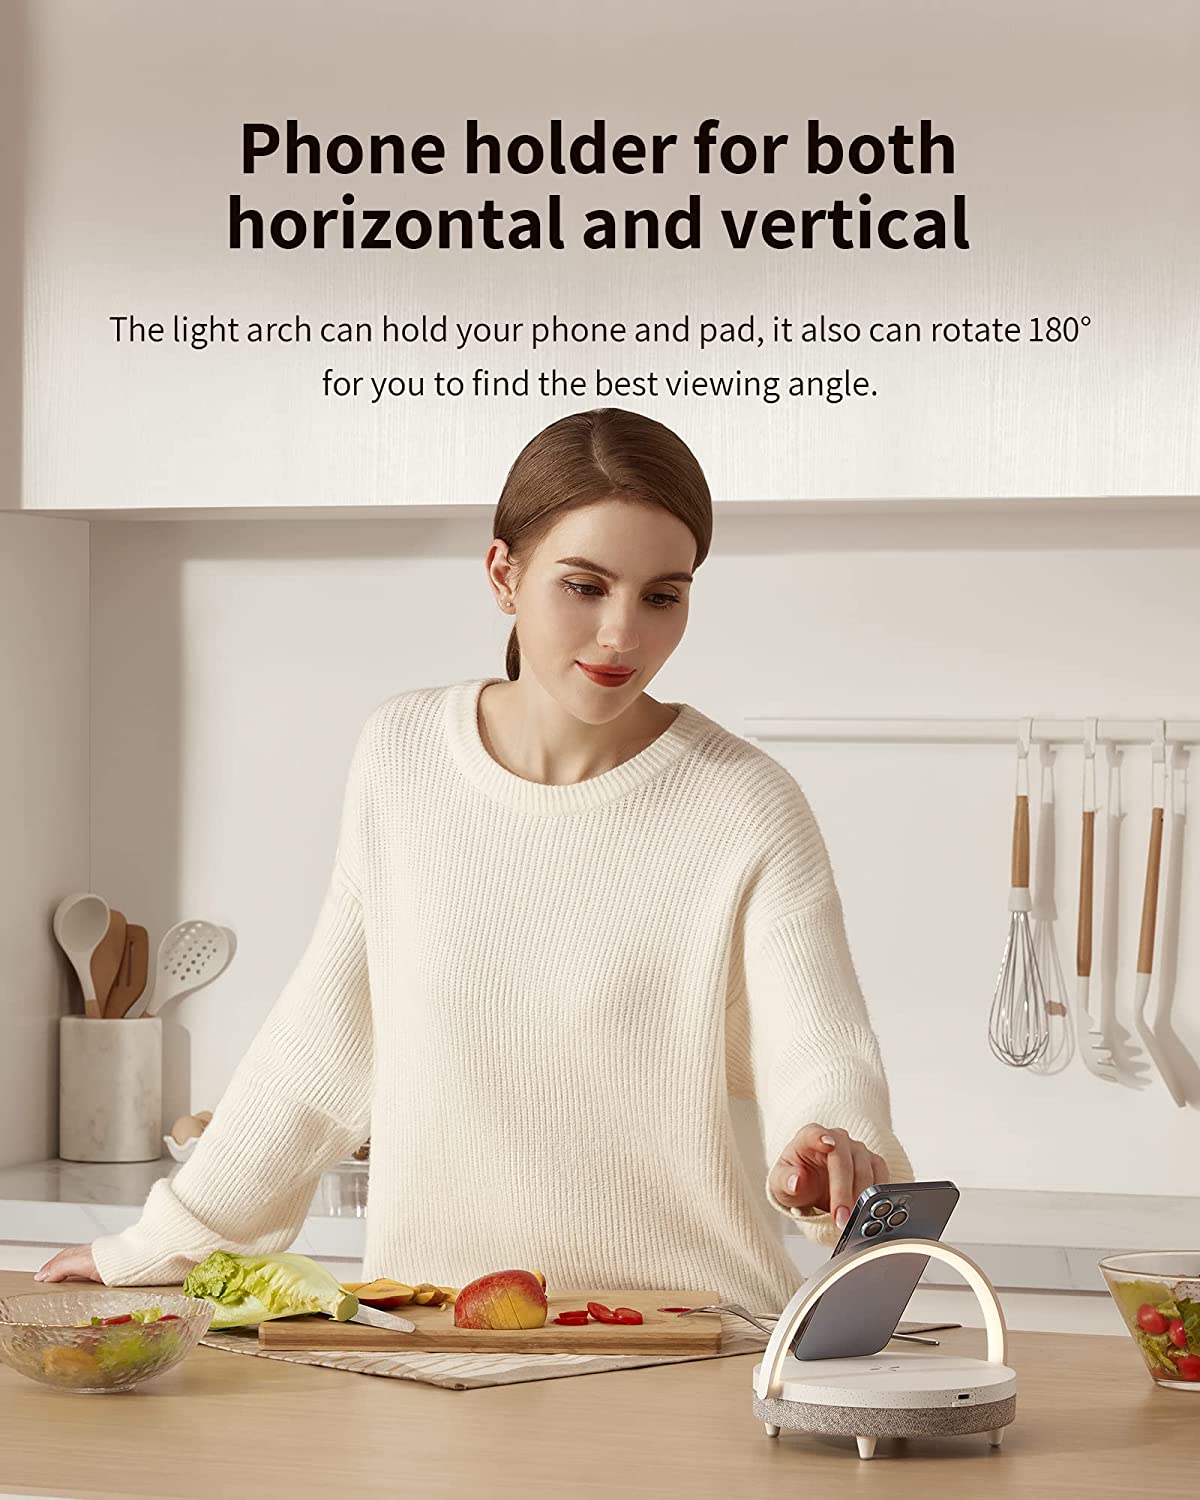 Phone holder for both
horizontal and vertical
The light arch can hold your phone and pad, it also can rotate 180°
for you to find the best viewing angle.